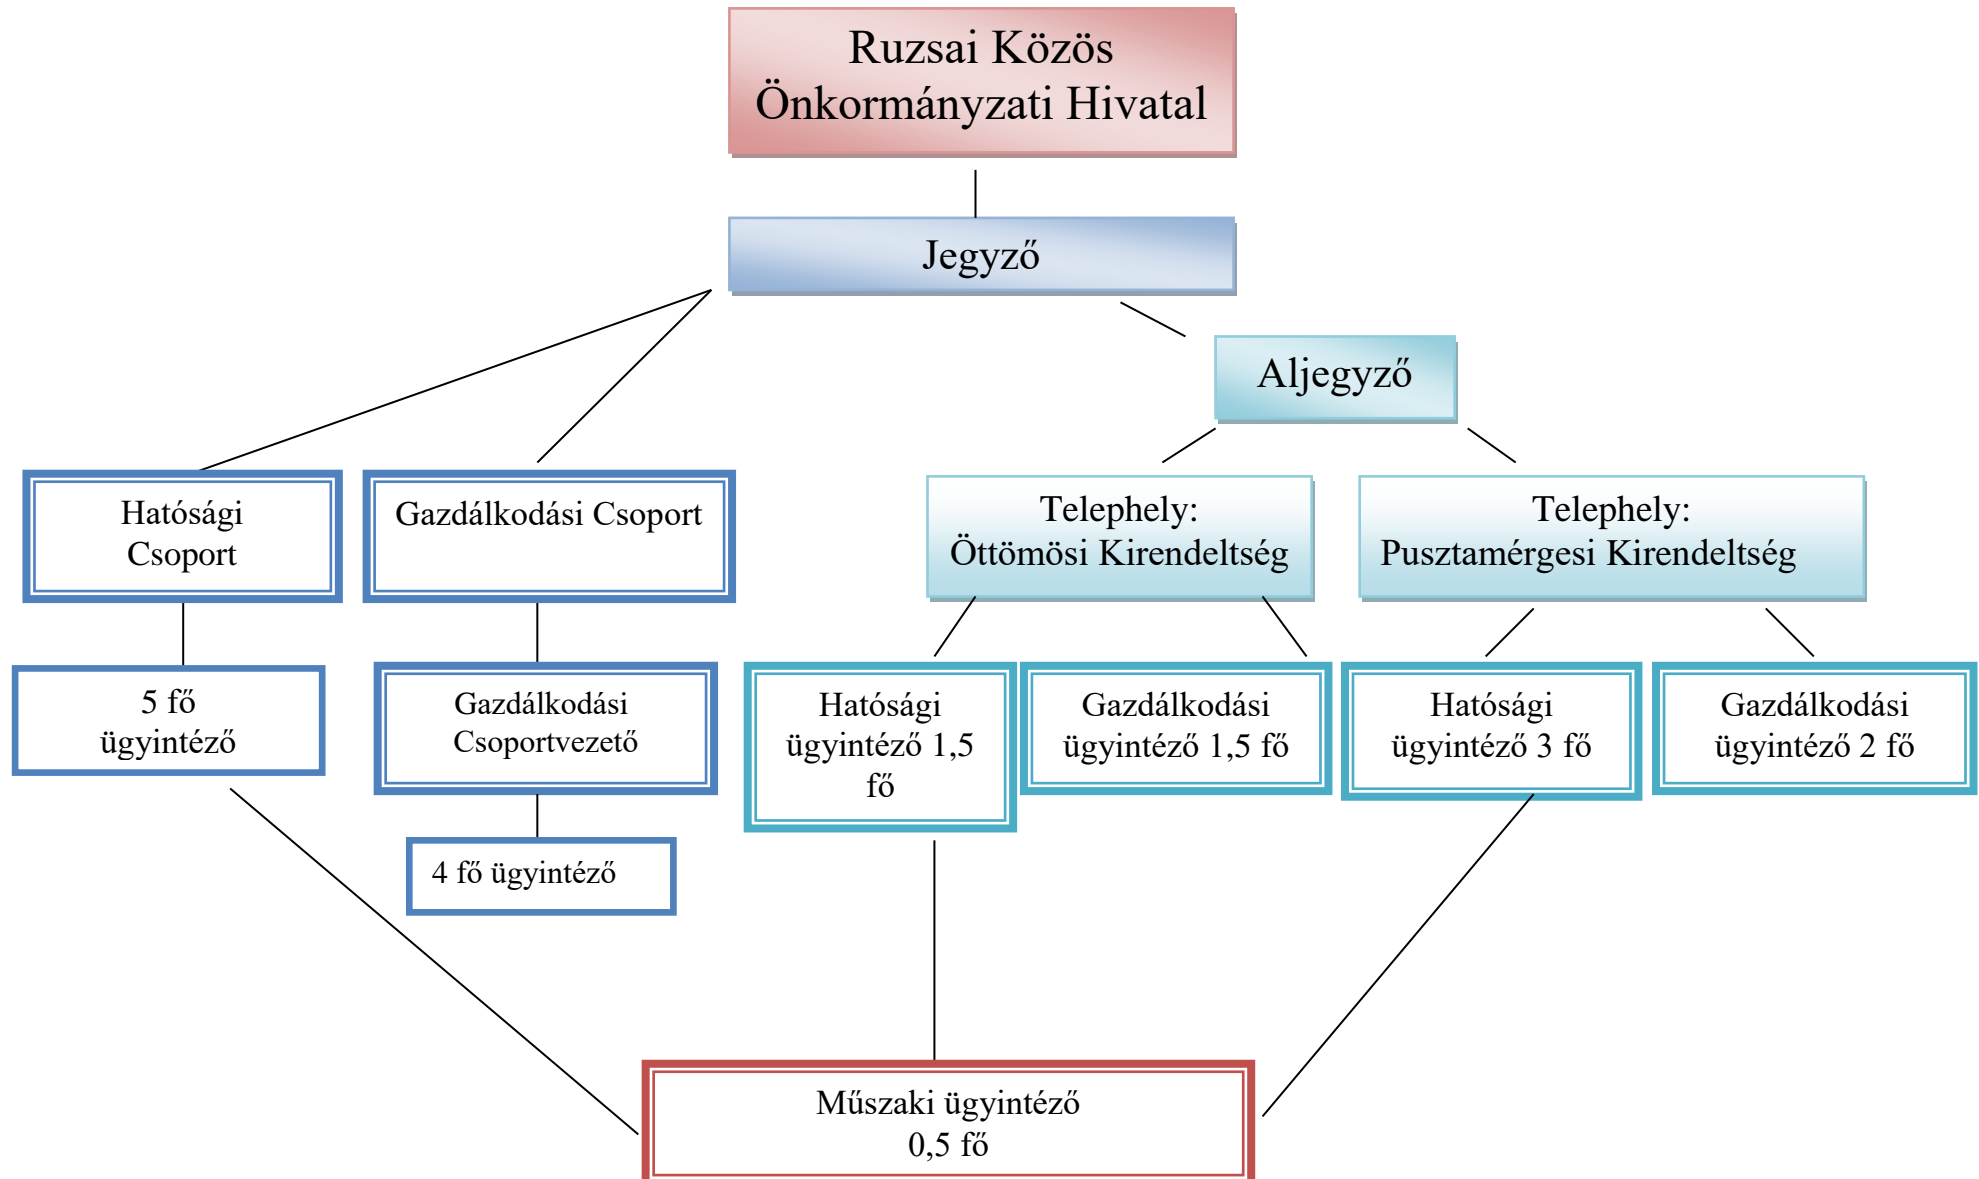 Ruzsai Közös
Önkormányzati Hivatal
Jegyző
Aljegyző
Hatósági
Csoport
Gazdálkodási Csoport
Telephely:
Öttömösi Kirendeltség
Telephely:
Pusztamérgesi Kirendeltség
5 fő
ügyintéző
Gazdálkodási
Csoportvezető
Hatósági
ügyintéző 1,5
fő
Gazdálkodási
ügyintéző 1,5 fő
Hatósági
ügyintéző 3 fő
Gazdálkodási
ügyintéző 2 fő
4 fő ügyintéző
Műszaki ügyintéző
0,5 fő